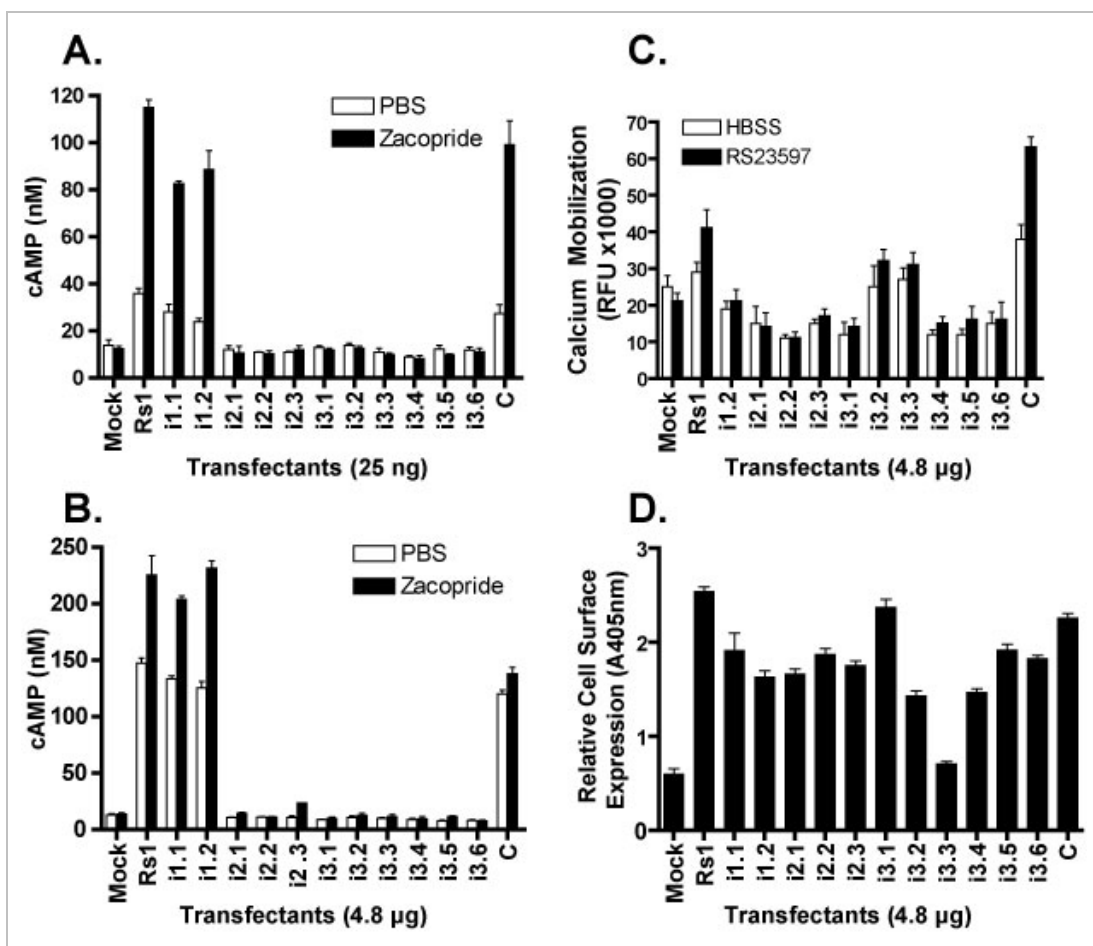 A.
120
100
80
60
40
20
0
cAMP (nM)
PBS
Zacopride
Mock Rs1 i1.1 i1.2 i2.1 i2.2 i2.3 i3.1 i3.2 i3.3 i3.4 i3.5 i3.6 C
Transfectants (25 ng)
B.
250
200
150
100
50
0
cAMP (nM)
PBS
Zacopride
Mock Rs1 i1.1 i1.2 i2.1 i2.2 i2 .3 i3.1 i3.2 i3.3 i3.4 i3.5 i3.6 C
Transfectants (4.8 µg)
C.
70
60
50
40
30
20
10
0
Calcium Mobilization
(RFU x1000)
HBSS
RS23597
Mock Rs1 i1.2 i2.1 i2.2 i2.3 i3.1 i3.2 i3.3 i3.4 i3.5 i3.6 C
Transfectants (4.8 µg)
D.
3
2
1
0
Relative Cell Surface
Expression (A405nm)
Mock Rs1 i1.1 i1.2 i2.1 i2.2 i2.3 i3.1 i3.2 i3.3 i3.4 i3.5 i3.6 C
Transfectants (4.8 µg)